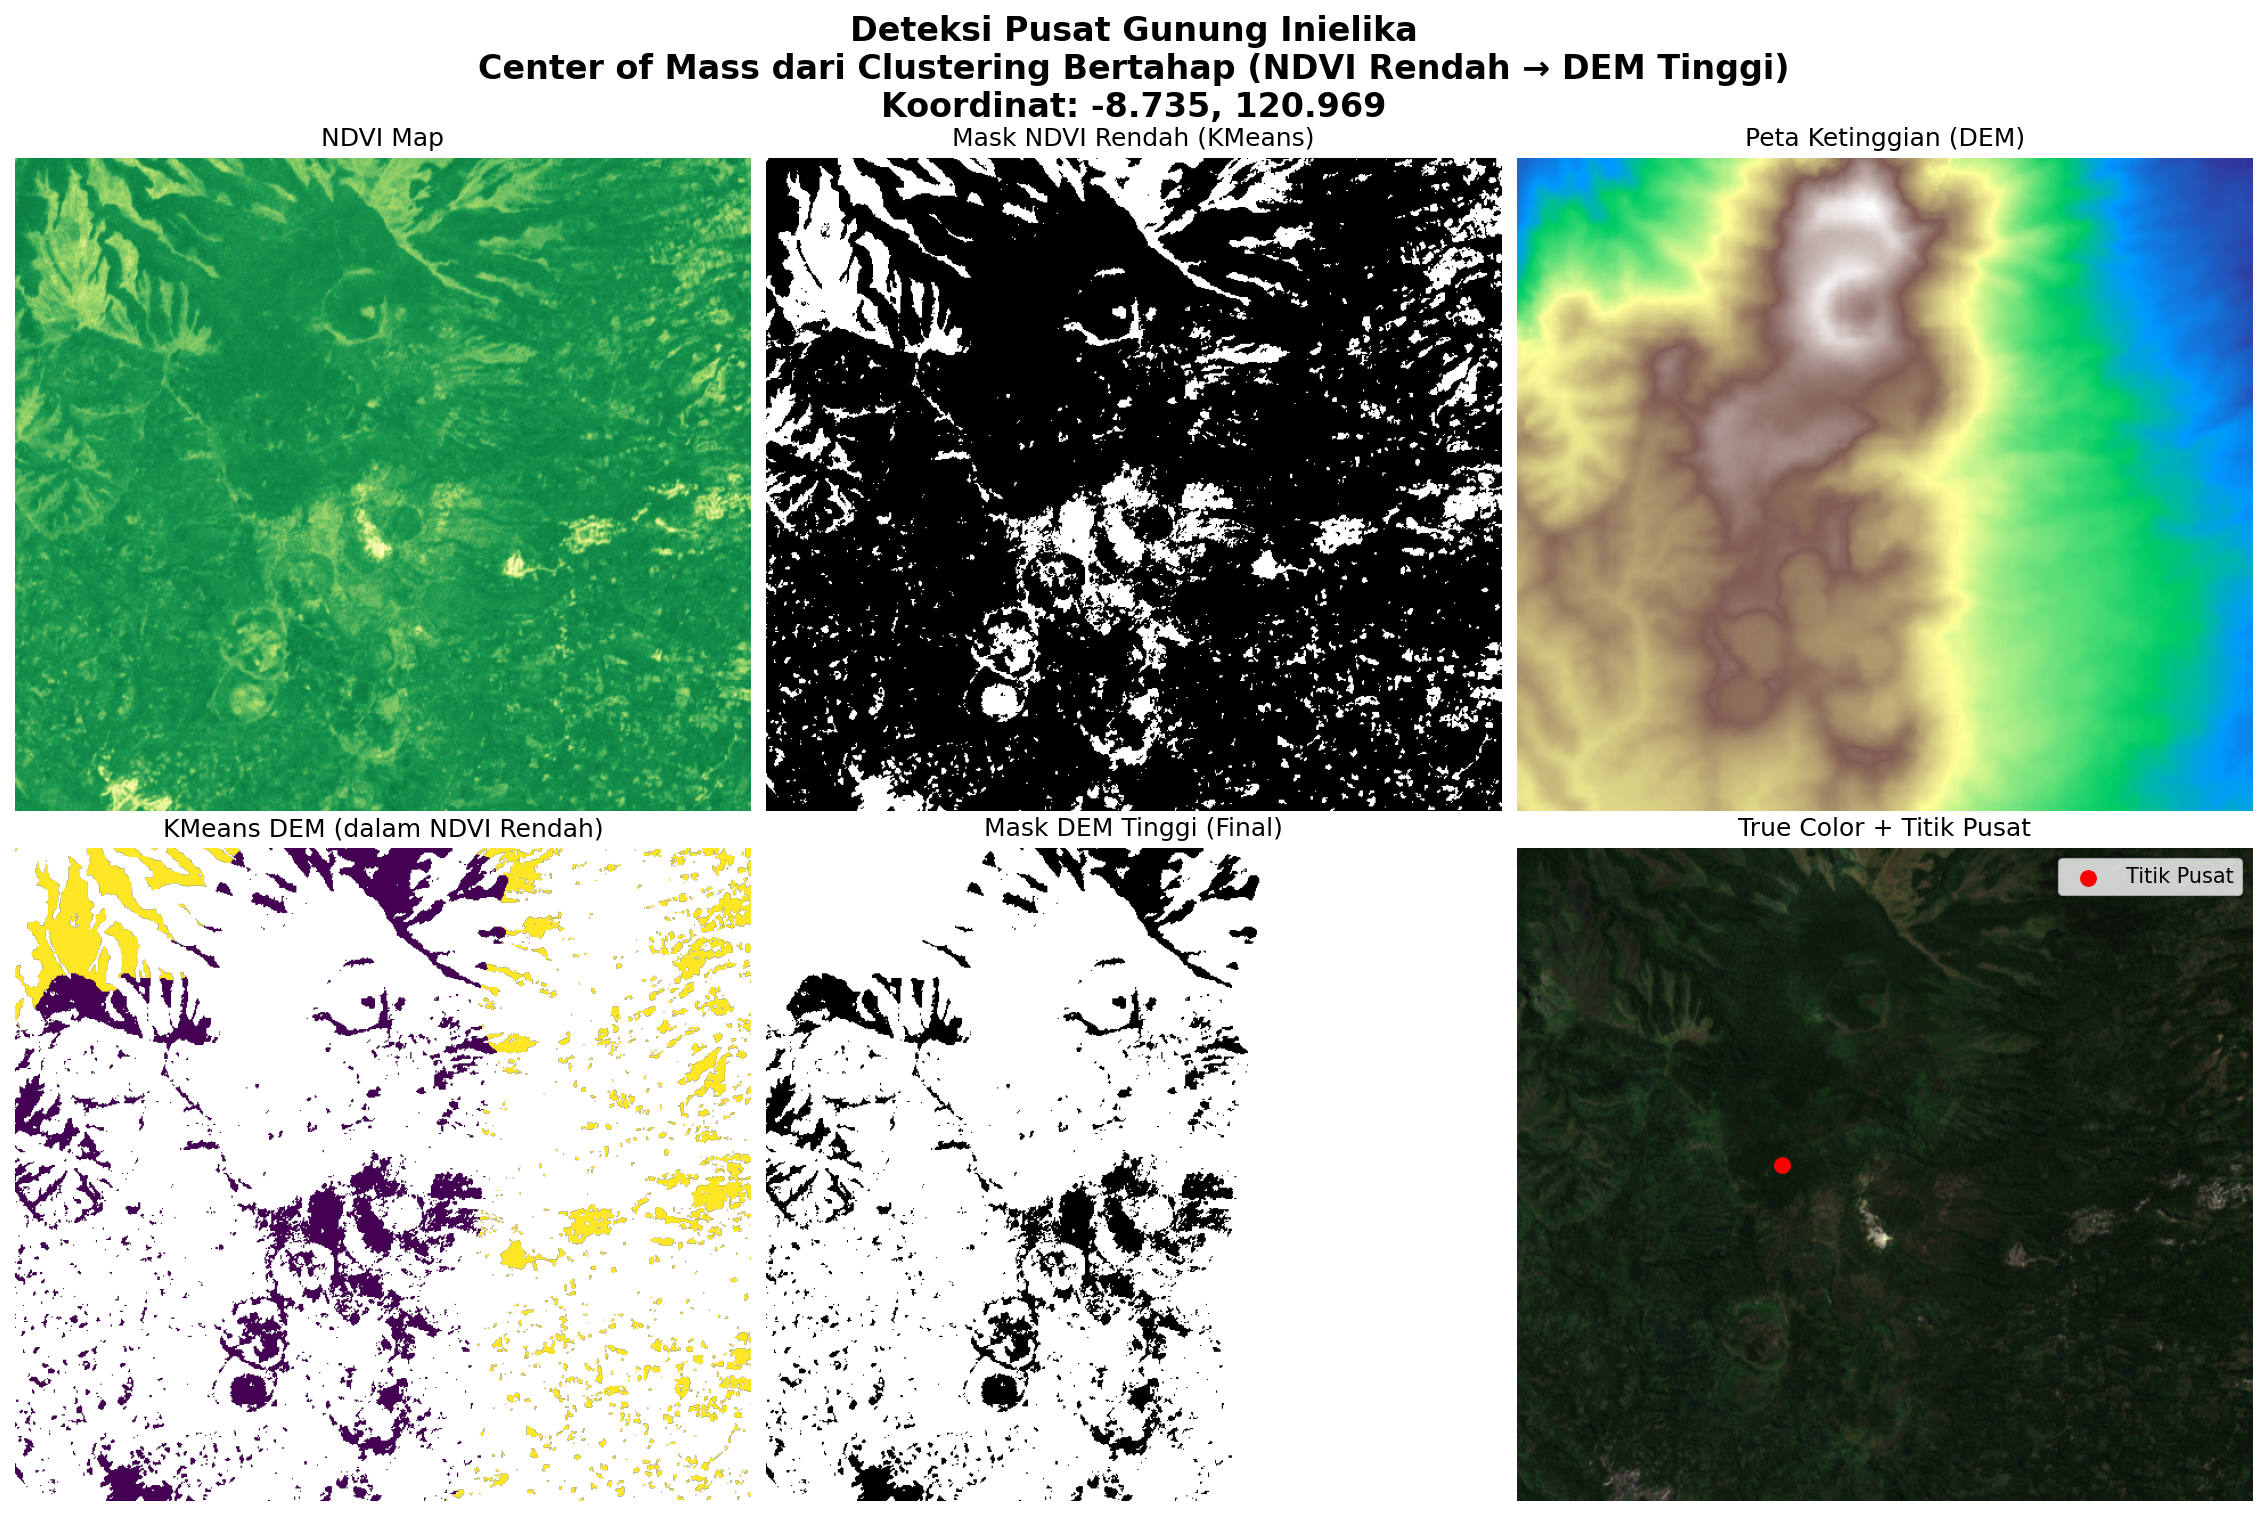 Deteksi Pusat Gunung Inielika
Center of Mass dari Clustering Bertahap (NDVI Rendah → DEM Tinggi)
Koordinat: -8.735, 120.969
NDVI Map
Mask NDVI Rendah (KMeans)
Peta Ketinggian (DEM)
KMeans DEM (dalam NDVI Rendah)
Mask DEM Tinggi (Final)
True Color + Titik Pusat
Titik Pusat